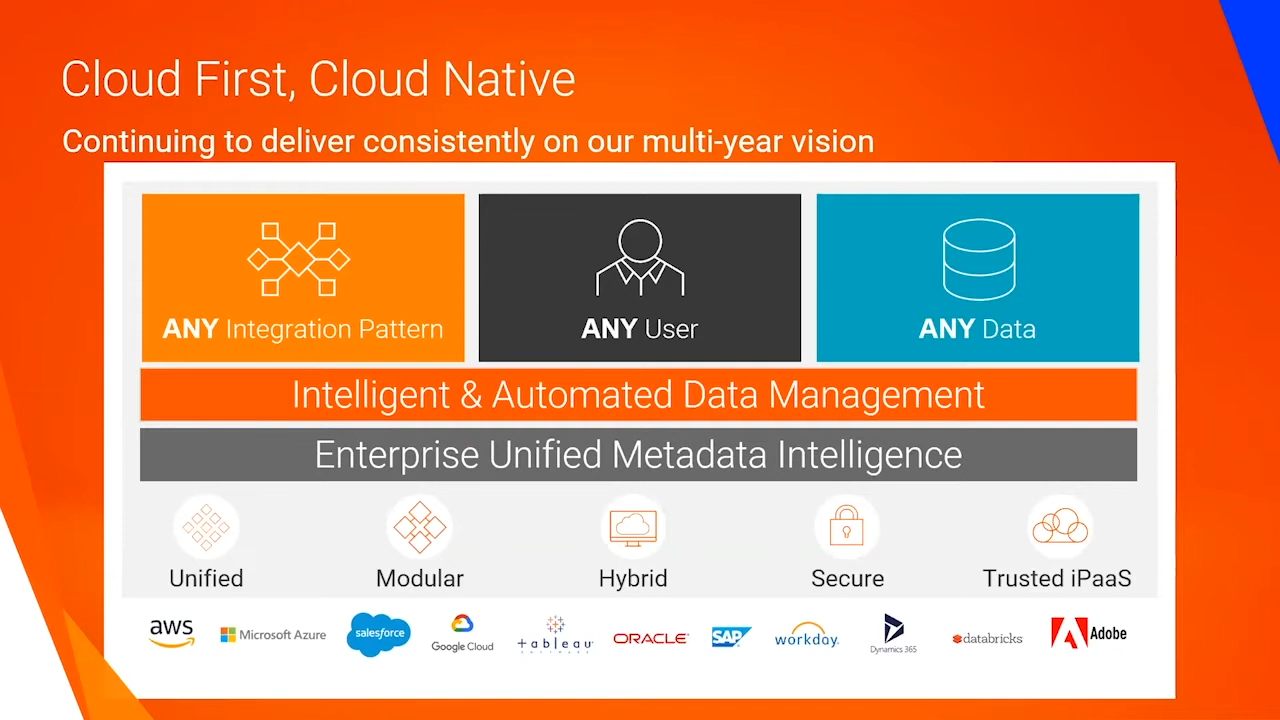 Cloud First, Cloud Native
Continuing to deliver consistently on our multi-year vision
ANY Integration Pattern
ANY User
ANY Data
Intelligent & Automated Data Management
Enterprise Unified Metadata Intelligence
Unified
Modular
Hybrid
Secure
Trusted iPaaS
aws
Microsoft Azure
salesforce
Google Cloud
+ableau
SOFTWARE
ORACLE
SAP
workday.
Dynamics 365
databricks
Adobe